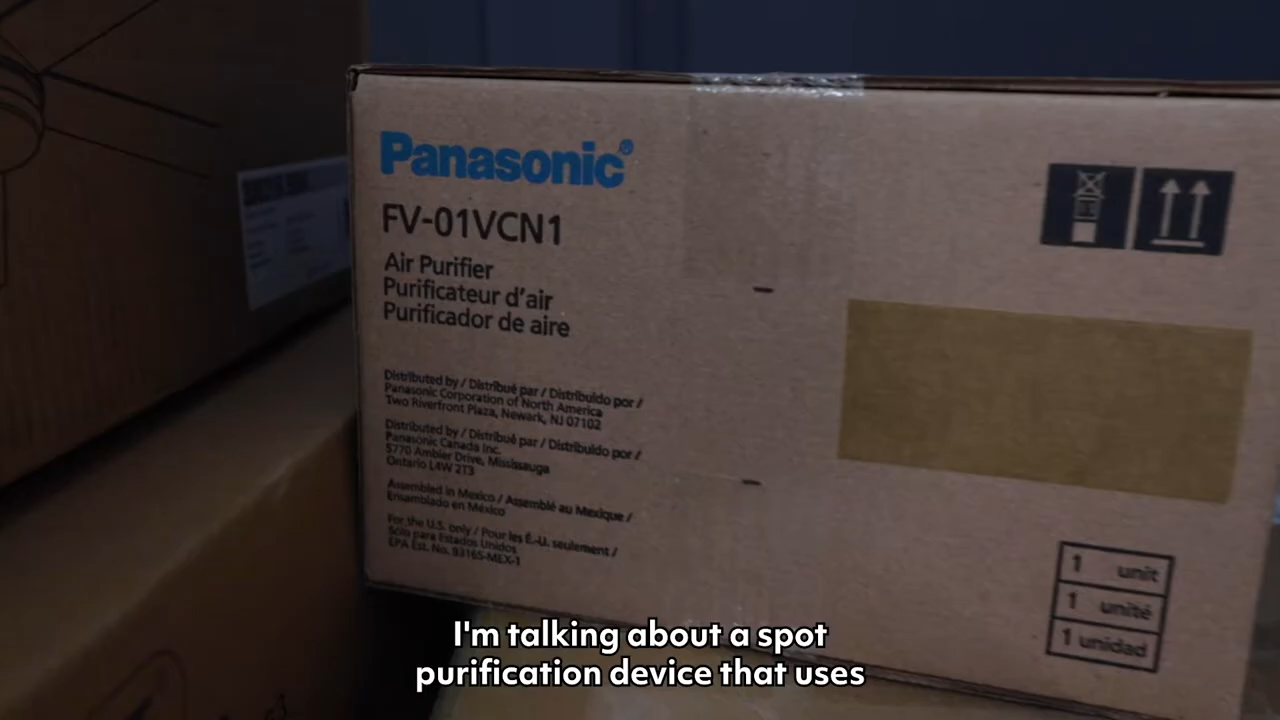 Panasonic®
FV-01VCN1
Air Purifier
Purificateur d'air
Purificador de aire
Distributed by / Distribué par / Distribuido por /
Panasonic Corporation of North America
Two Riverfront Plaza, Newark, NJ 07102
Distributed by / Distribué par / Distribuido por /
Panasonic Canada Inc.
5770 Ambler Drive, Mississauga
Ontario L4W 2T3
Assembled in Mexico / Assemblé au Mexique /
Ensamblado en México
For the U.S. only / Pour les É.-U. seulement /
Sólo para Estados Unidos
EPA Est. No. 93165-MEX-1
1 unit
1 unité
1 unidad
I'm talking about a spot
purification device that uses